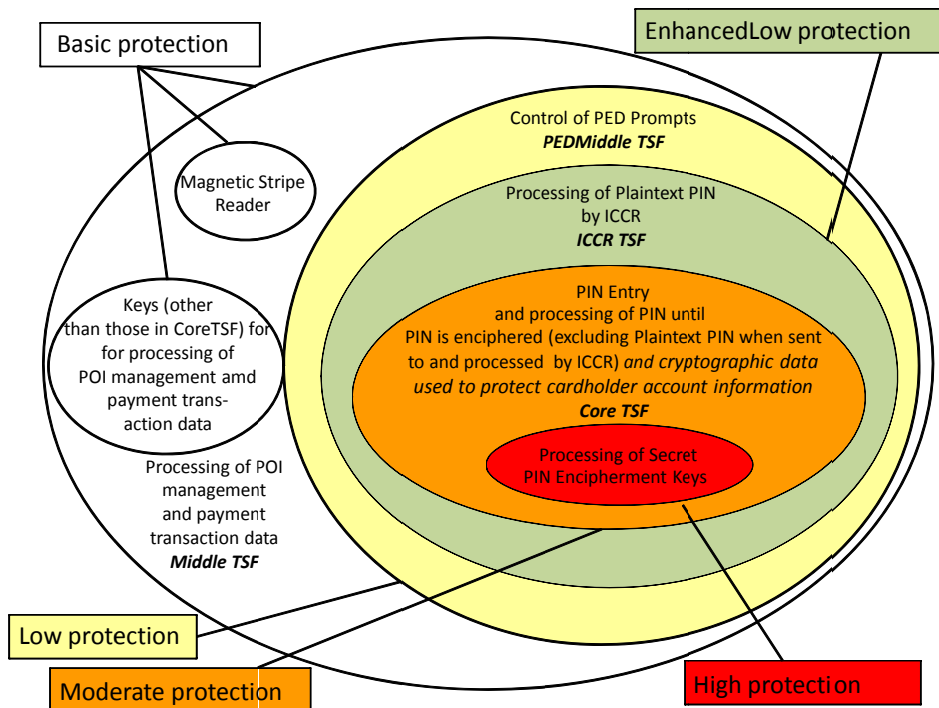 Basic protection
EnhancedLow protection
Control of PED Prompts
PEDMiddle TSF
Magnetic Stripe
Reader
Processing of Plaintext PIN
by ICCR
ICCR TSF
Keys (other
than those in CoreTSF) for
for processing of
POI management amd
payment trans-
action data
PIN Entry
and processing of PIN until
PIN is enciphered (excluding Plaintext PIN when sent
to and processed by ICCR) and cryptographic data
used to protect cardholder account information
Core TSF
Processing of Secret
PIN Encipherment Keys
Processing of POI
management
and payment
transaction data
Middle TSF
Low protection
Moderate protection
High protection